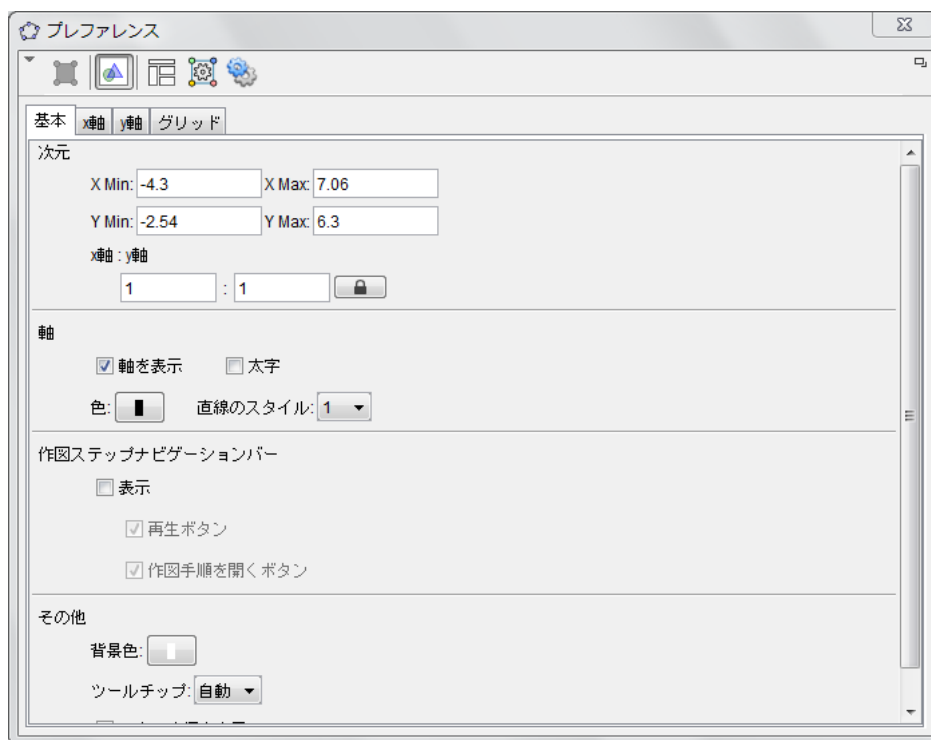 プレファレンス
基本 x軸 y軸 グリッド
次元
X Min: -4.3 X Max: 7.06
Y Min: -2.54 Y Max: 6.3
x軸 : y軸
1 : 1
軸
軸を表示 太字
色: 直線のスタイル: 1
作図ステップナビゲーションバー
表示
再生ボタン
作図手順を開くボタン
その他
背景色:
ツールチップ: 自動